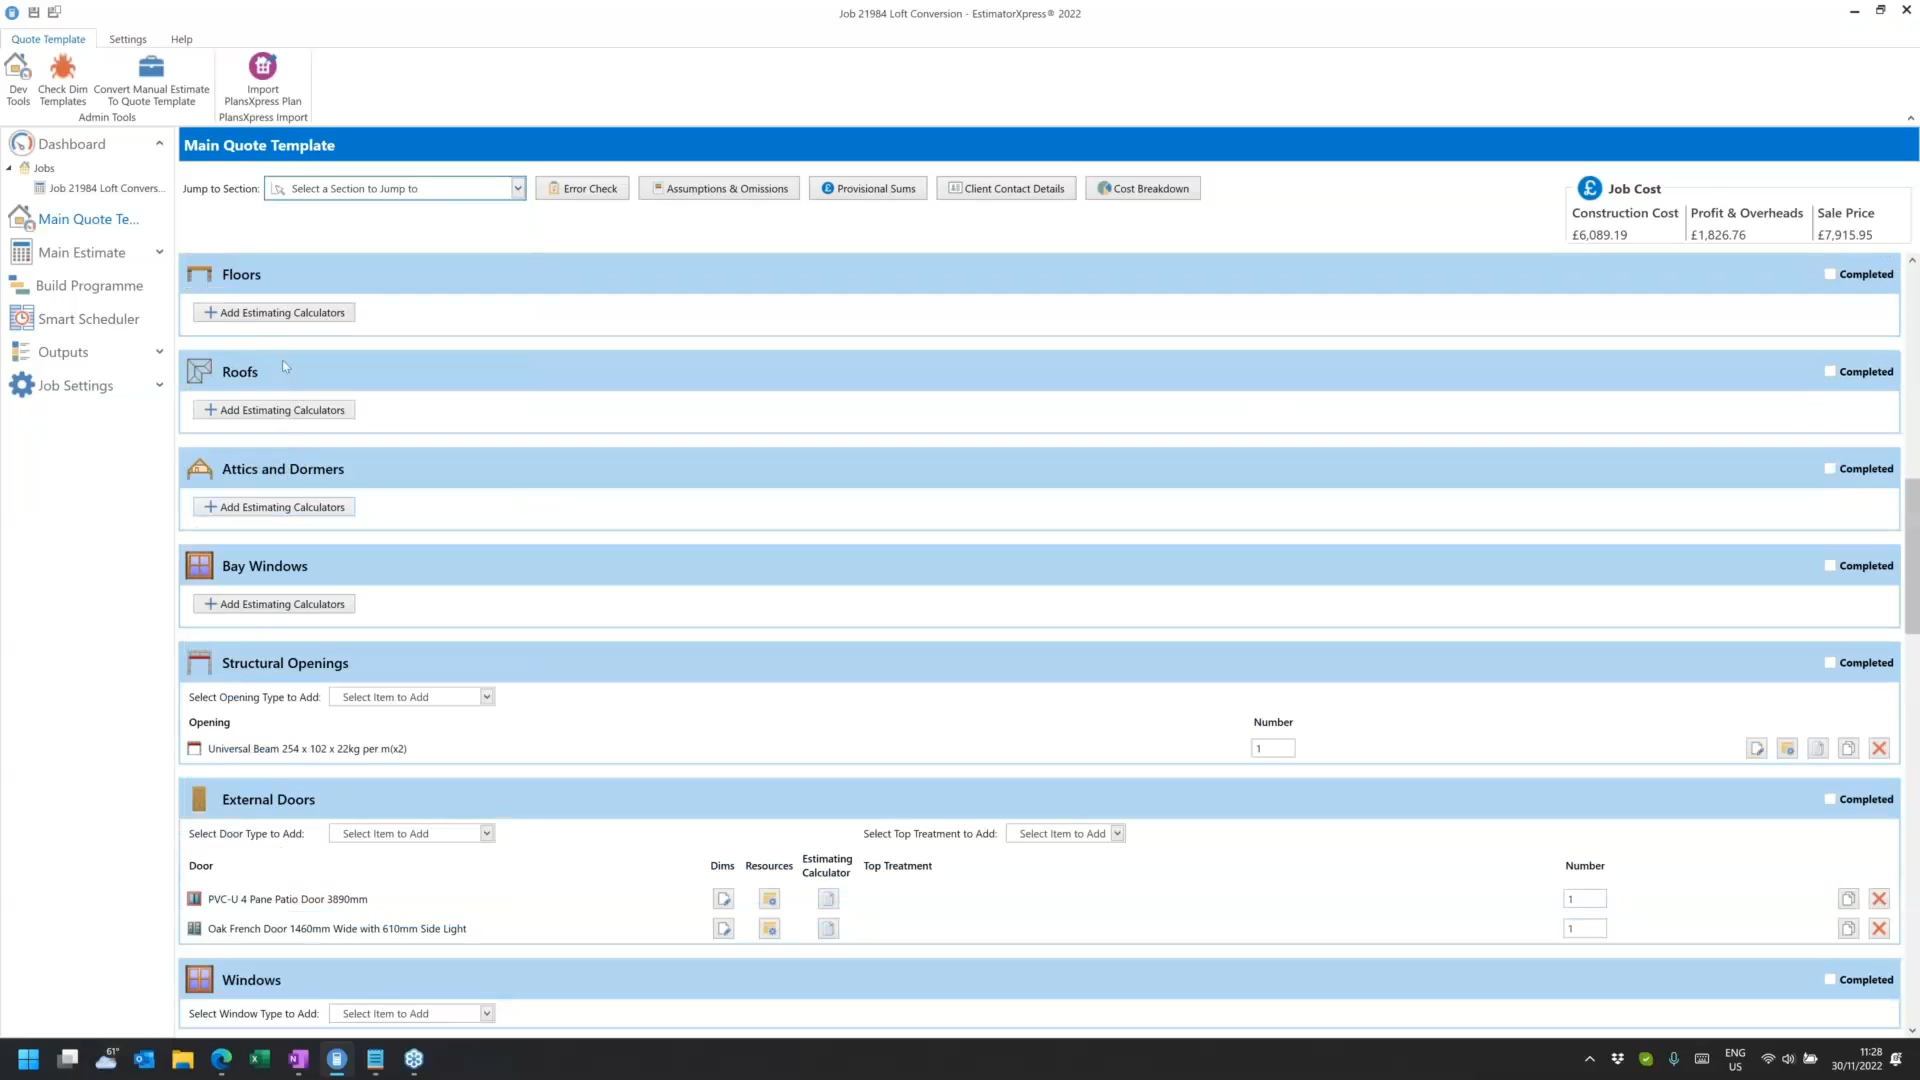 Job 21984 Loft Conversion - EstimatorXpress® 2022
Quote Template
Settings
Help
Dev
Tools
Check Dim
Templates
Convert Manual Estimate
To Quote Template
Import
PlansXpress Plan
Admin Tools
PlansXpress Import
Dashboard
Jobs
Job 21984 Loft Convers...
Main Quote Te...
Main Estimate
Build Programme
Smart Scheduler
Outputs
Job Settings
Main Quote Template
Jump to Section:
Select a Section to Jump to
Error Check
Assumptions & Omissions
Provisional Sums
Client Contact Details
Cost Breakdown
Job Cost
Construction Cost
Profit & Overheads
Sale Price
£6,089.19
£1,826.76
£7,915.95
Floors
Completed
Add Estimating Calculators
Roofs
Completed
Add Estimating Calculators
Attics and Dormers
Completed
Add Estimating Calculators
Bay Windows
Completed
Add Estimating Calculators
Structural Openings
Completed
Select Opening Type to Add:
Select Item to Add
Opening
Number
Universal Beam 254 x 102 x 22kg per m(x2)
1
External Doors
Completed
Select Door Type to Add:
Select Item to Add
Select Top Treatment to Add:
Select Item to Add
Door
Dims
Resources
Estimating
Calculator
Top Treatment
Number
PVC-U 4 Pane Patio Door 3890mm
1
Oak French Door 1460mm Wide with 610mm Side Light
1
Windows
Completed
Select Window Type to Add:
Select Item to Add
61°
ENG
US
11:28
30/11/2022